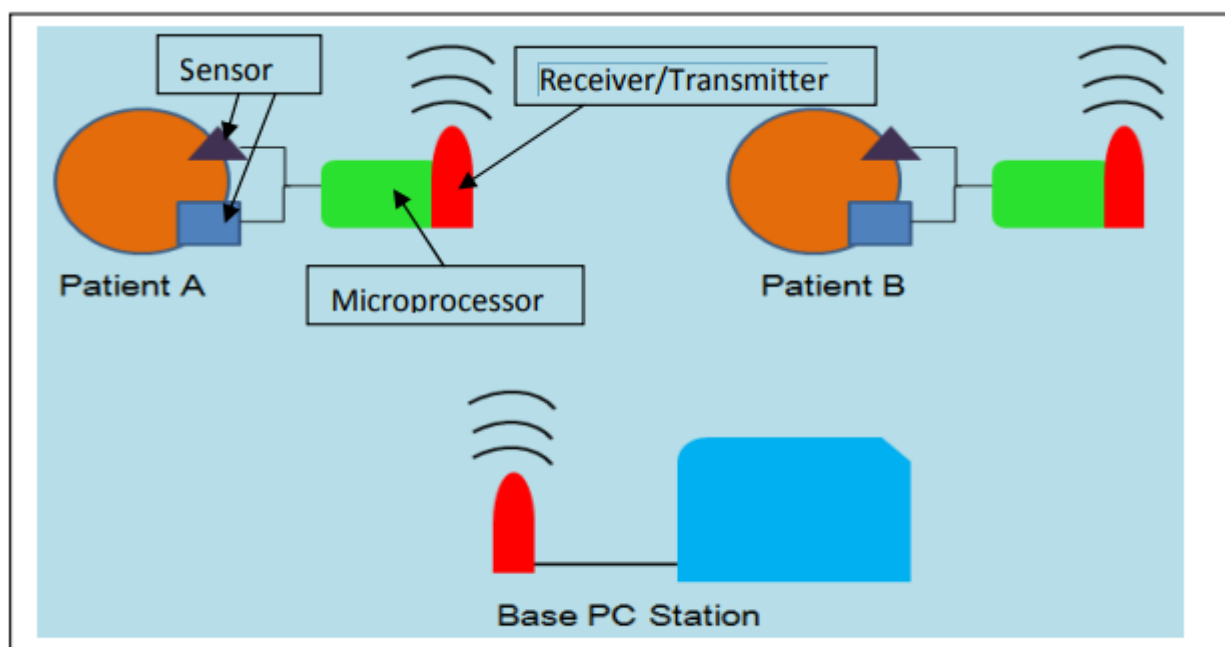 Sensor
Receiver/Transmitter
Patient A
Microprocessor
Patient B
Base PC Station